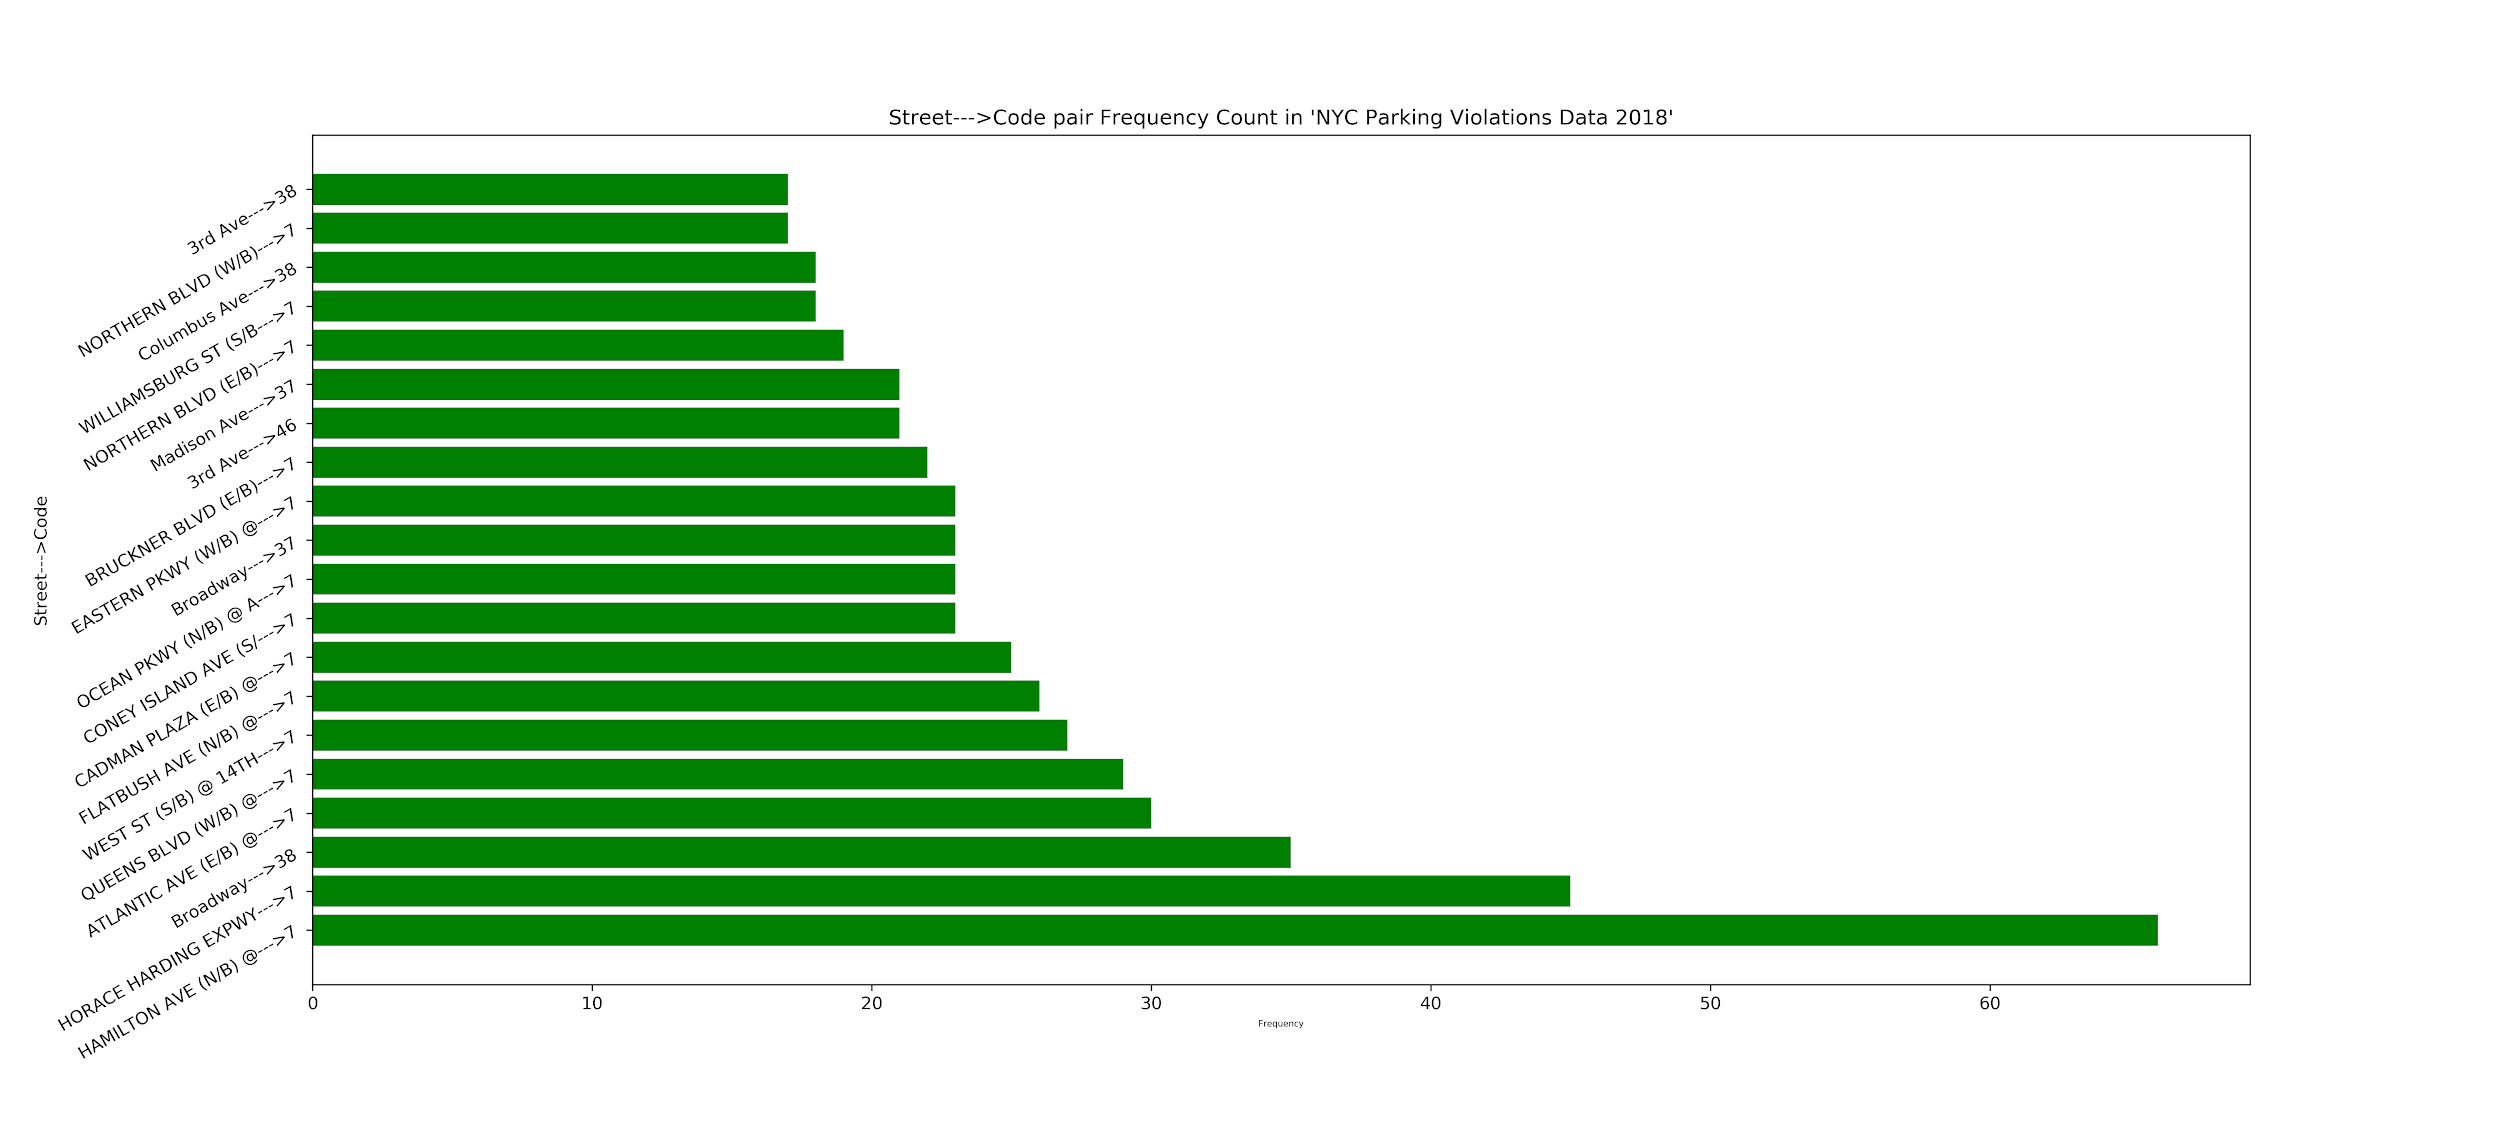 Street--->Code pair Frequency Count in 'NYC Parking Violations Data 2018'
Street---->Code
3rd Ave--->38
NORTHERN BLVD (W/B)--->7
Columbus Ave--->38
WILLIAMSBURG ST (S/B--->7
NORTHERN BLVD (E/B)--->7
Madison Ave--->37
3rd Ave--->46
BRUCKNER BLVD (E/B)--->7
EASTERN PKWY (W/B) @--->7
Broadway--->37
OCEAN PKWY (N/B) @ A--->7
CONEY ISLAND AVE (S/--->7
CADMAN PLAZA (E/B) @--->7
FLATBUSH AVE (N/B) @--->7
WEST ST (S/B) @ 14TH--->7
QUEENS BLVD (W/B) @--->7
ATLANTIC AVE (E/B) @--->7
Broadway--->38
HORACE HARDING EXPWY--->7
HAMILTON AVE (N/B) @--->7
0 10 20 30 40 50 60
Frequency